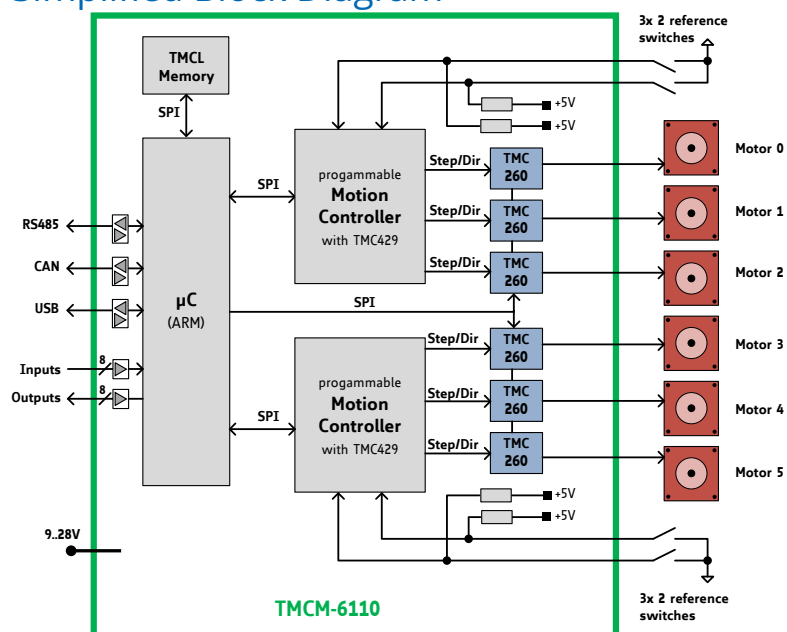 Simplified Block Diagram
3x 2 reference
switches
TMCL
Memory
SPI
+5V
+5V
progammable
Motion
Controller
with TMC429
SPI
Step/Dir
Step/Dir
Step/Dir
TMC
260
TMC
260
TMC
260
Motor 0
Motor 1
Motor 2
RS485
CAN
USB
µC
(ARM)
SPI
Inputs
8
Outputs
8
progammable
Motion
Controller
with TMC429
SPI
Step/Dir
Step/Dir
Step/Dir
TMC
260
TMC
260
TMC
260
Motor 3
Motor 4
Motor 5
+5V
+5V
9..28V
3x 2 reference
switches
TMCM-6110